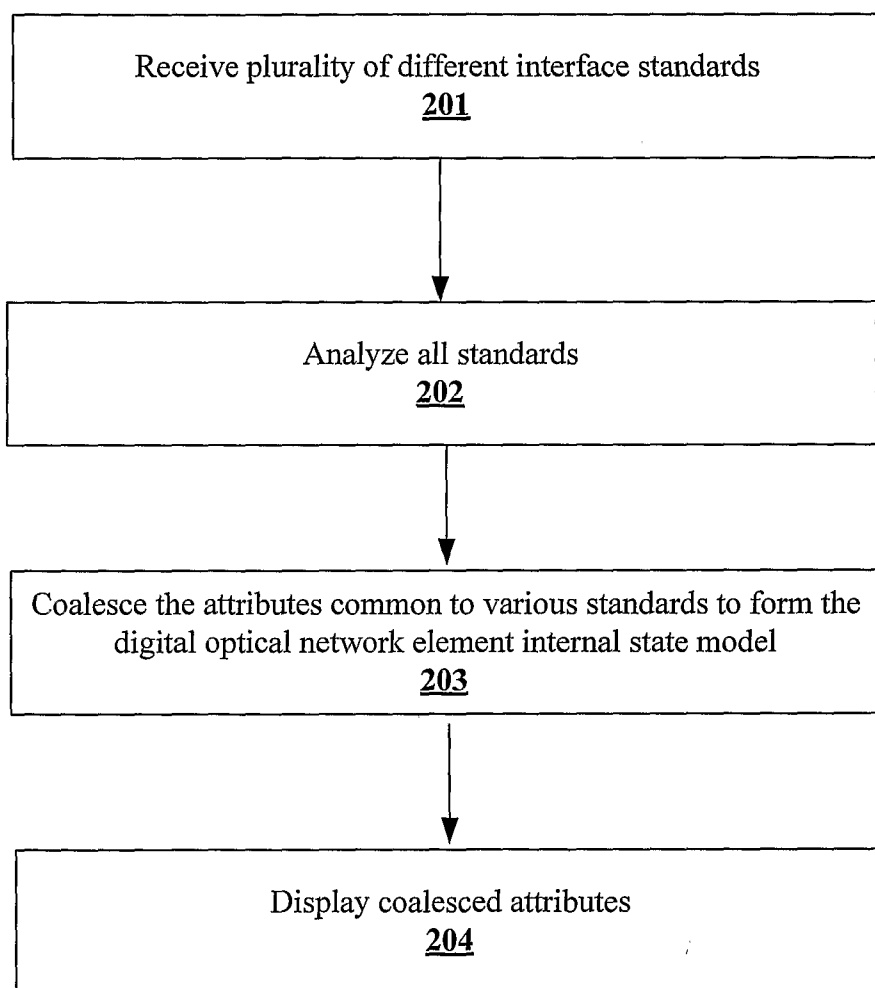 Receive plurality of different interface standards
201
Analyze all standards
202
Coalesce the attributes common to various standards to form the
digital optical network element internal state model
203
Display coalesced attributes
204